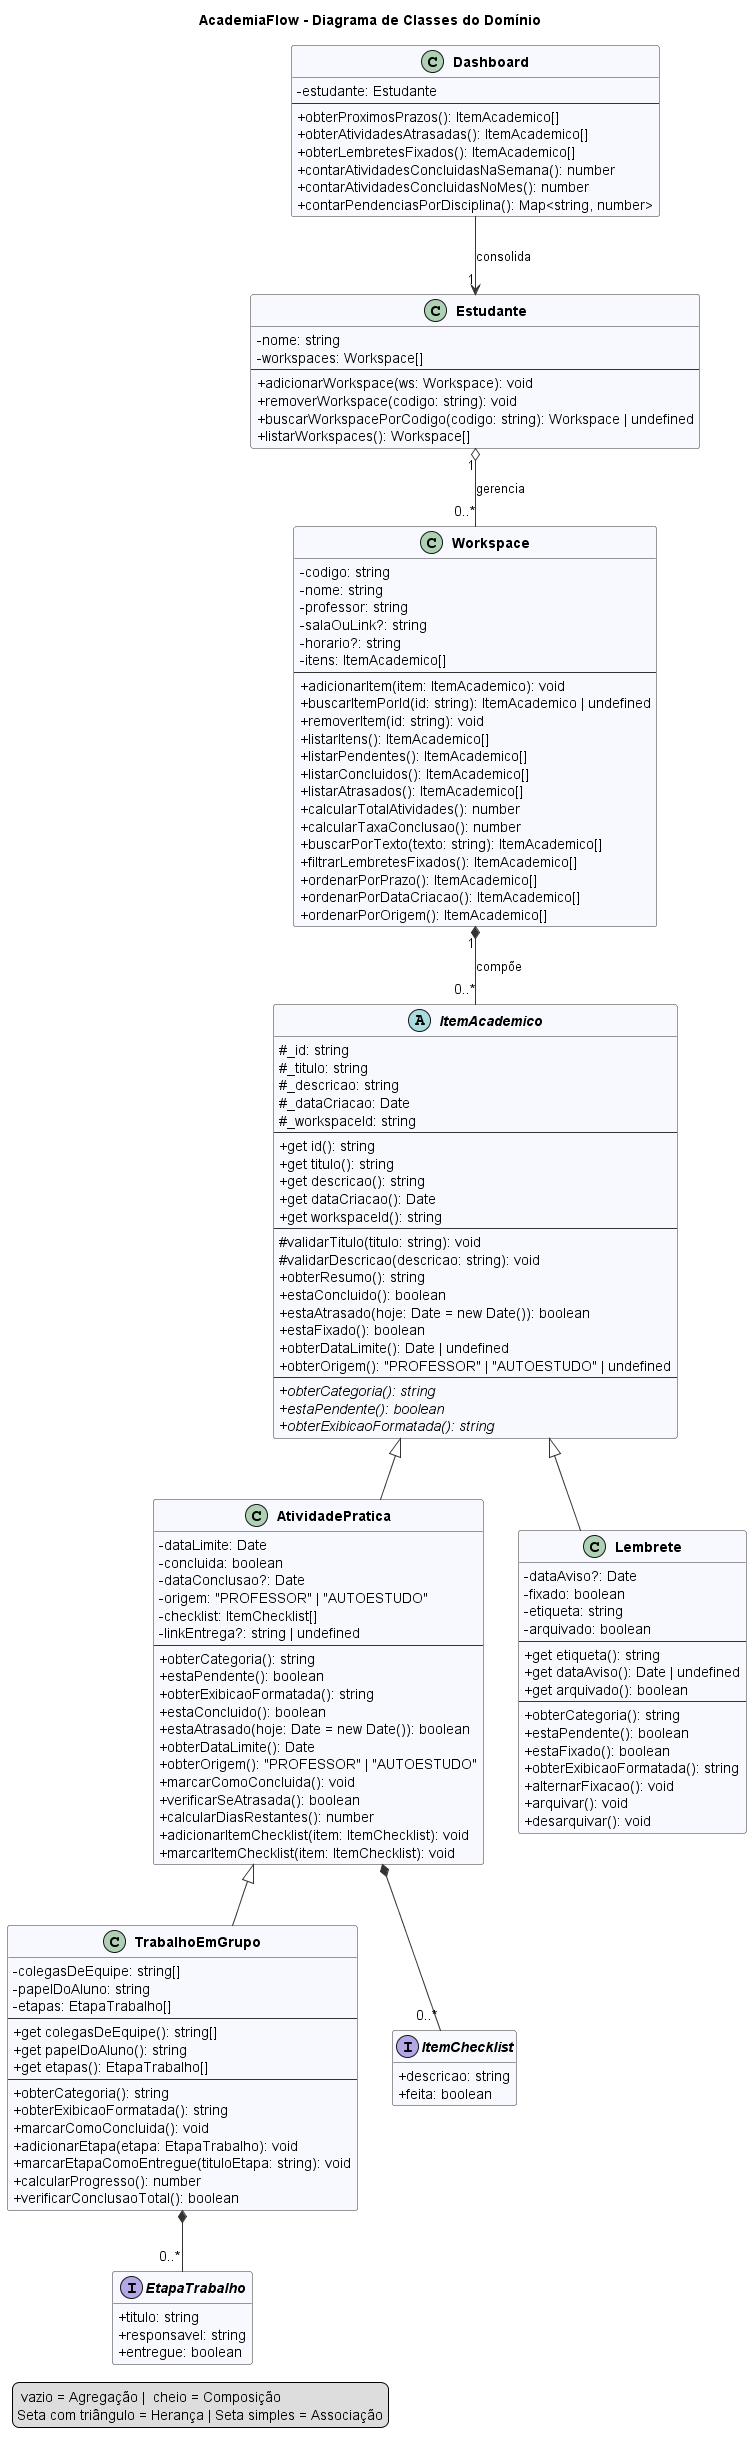 AcademiaFlow - Diagrama de Classes do Domínio
C Dashboard
-estudante: Estudante
+obterProximosPrazos(): ItemAcademico[]
+obterAtividadesAtrasadas(): ItemAcademico[]
+obterLembretesFixados(): ItemAcademico[]
+contarAtividadesConcluidasNaSemana(): number
+contarAtividadesConcluidasNoMes(): number
+contarPendenciasPorDisciplina(): Map<string, number>
consolida
1
C Estudante
-nome: string
-workspaces: Workspace[]
+adicionarWorkspace(ws: Workspace): void
+removerWorkspace(codigo: string): void
+buscarWorkspacePorCodigo(codigo: string): Workspace | undefined
+listarWorkspaces(): Workspace[]
1
gerencia
0..*
C Workspace
-codigo: string
-nome: string
-professor: string
-salaOuLink?: string
-horario?: string
-itens: ItemAcademico[]
+adicionarItem(item: ItemAcademico): void
+buscarItemPorId(id: string): ItemAcademico | undefined
+removerItem(id: string): void
+listarItens(): ItemAcademico[]
+listarPendentes(): ItemAcademico[]
+listarConcluidos(): ItemAcademico[]
+listarAtrasados(): ItemAcademico[]
+calcularTotalAtividades(): number
+calcularTaxaConclusao(): number
+buscarPorTexto(texto: string): ItemAcademico[]
+filtrarLembretesFixados(): ItemAcademico[]
+ordenarPorPrazo(): ItemAcademico[]
+ordenarPorDataCriacao(): ItemAcademico[]
+ordenarPorOrigem(): ItemAcademico[]
1
compõe
0..*
A ItemAcademico
#_id: string
#_titulo: string
#_descricao: string
#_dataCriacao: Date
#_workspaceId: string
+get id(): string
+get titulo(): string
+get descricao(): string
+get dataCriacao(): Date
+get workspaceId(): string
#validarTitulo(titulo: string): void
#validarDescricao(descricao: string): void
+obterResumo(): string
+estaConcluido(): boolean
+estaAtrasado(hoje: Date = new Date()): boolean
+estaFixado(): boolean
+obterDataLimite(): Date | undefined
+obterOrigem(): "PROFESSOR" | "AUTOESTUDO" | undefined
+obterCategoria(): string
+estaPendente(): boolean
+obterExibicaoFormatada(): string
C AtividadePratica
-dataLimite: Date
-concluida: boolean
-dataConclusao?: Date
-origem: "PROFESSOR" | "AUTOESTUDO"
-checklist: ItemChecklist[]
-linkEntrega?: string | undefined
+obterCategoria(): string
+estaPendente(): boolean
+obterExibicaoFormatada(): string
+estaConcluido(): boolean
+estaAtrasado(hoje: Date = new Date()): boolean
+obterDataLimite(): Date
+obterOrigem(): "PROFESSOR" | "AUTOESTUDO"
+marcarComoConcluida(): void
+verificarSeAtrasada(): boolean
+calcularDiasRestantes(): number
+adicionarItemChecklist(item: ItemChecklist): void
+marcarItemChecklist(item: ItemChecklist): void
C Lembrete
-dataAviso?: Date
-fixado: boolean
-etiqueta: string
-arquivado: boolean
+get etiqueta(): string
+get dataAviso(): Date | undefined
+get arquivado(): boolean
+obterCategoria(): string
+estaPendente(): boolean
+estaFixado(): boolean
+obterExibicaoFormatada(): string
+alternarFixacao(): void
+arquivar(): void
+desarquivar(): void
C TrabalhoEmGrupo
-colegasDeEquipe: string[]
-papelDoAluno: string
-etapas: EtapaTrabalho[]
+get colegasDeEquipe(): string[]
+get papelDoAluno(): string
+get etapas(): EtapaTrabalho[]
+obterCategoria(): string
+obterExibicaoFormatada(): string
+marcarComoConcluida(): void
+adicionarEtapa(etapa: EtapaTrabalho): void
+marcarEtapaComoEntregue(tituloEtapa: string): void
+calcularProgresso(): number
+verificarConclusaoTotal(): boolean
0..*
I ItemChecklist
+descricao: string
+feita: boolean
0..*
I EtapaTrabalho
+titulo: string
+responsavel: string
+entregue: boolean
vazio = Agregação | cheio = Composição
Seta com triângulo = Herança | Seta simples = Associação